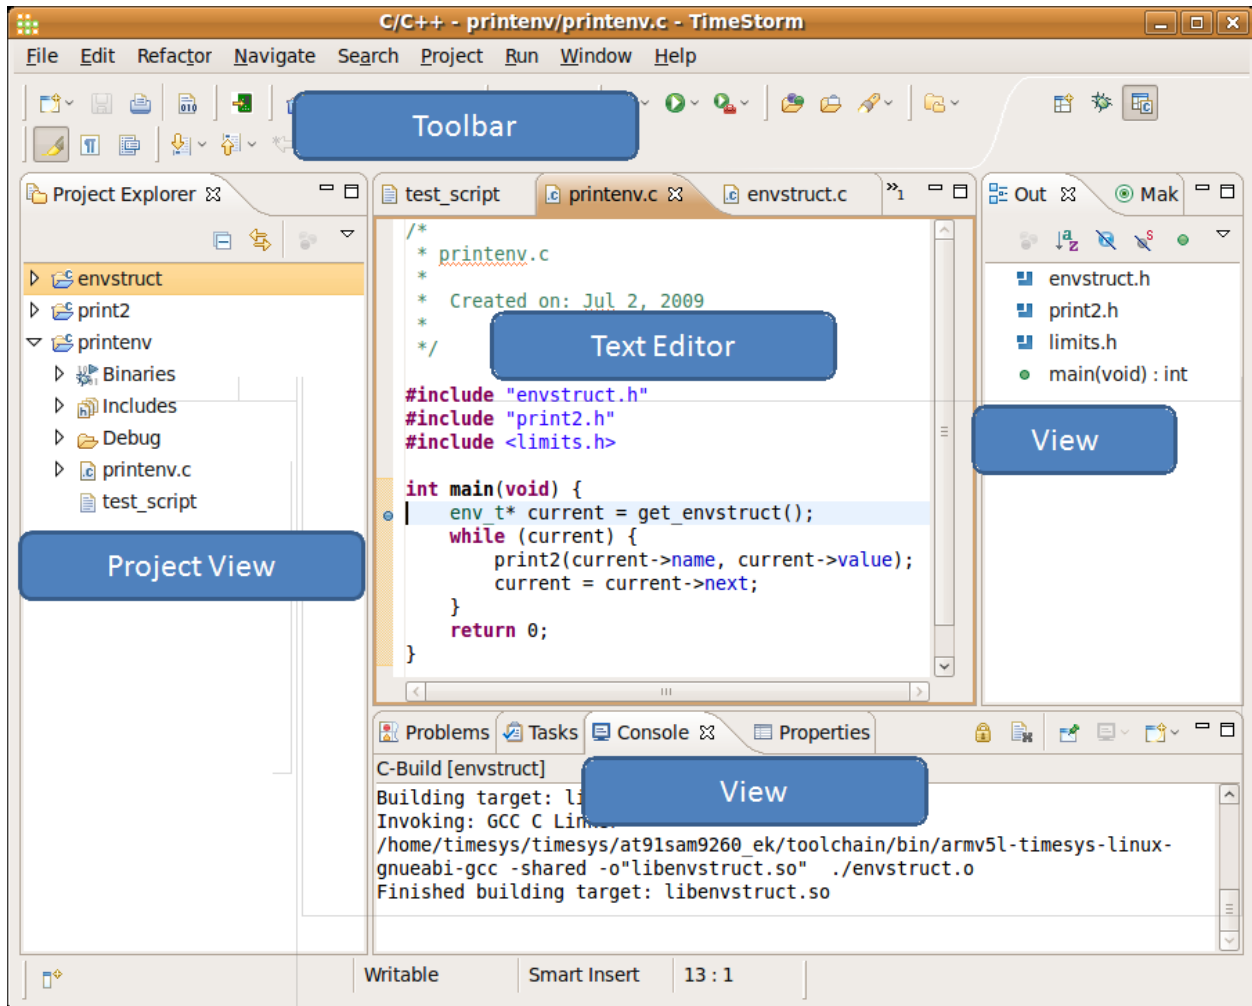 C/C++ - printenv/printenv.c - TimeStorm
File Edit Refactor Navigate Search Project Run Window Help
Toolbar
Project Explorer
envstruct
print2
printenv
Binaries
Includes
Debug
printenv.c
test_script
Project View
test_script printenv.c envstruct.c »1
/*
* printenv.c
*
* Created on: Jul 2, 2009
*
*/
Text Editor
#include "envstruct.h"
#include "print2.h"
#include <limits.h>
int main(void) {
env_t* current = get_envstruct();
while (current) {
print2(current->name, current->value);
current = current->next;
}
return 0;
}
Out Mak
envstruct.h
print2.h
limits.h
main(void) : int
View
Problems Tasks Console Properties
C-Build [envstruct]
View
Building target:
Invoking: GCC C
/home/timesys/timesys/at91sam9260_ek/toolchain/bin/armv5l-timesys-linux-
gnueabi-gcc -shared -o"libenvstruct.so" ./envstruct.o
Finished building target: libenvstruct.so
Writable Smart Insert 13 : 1